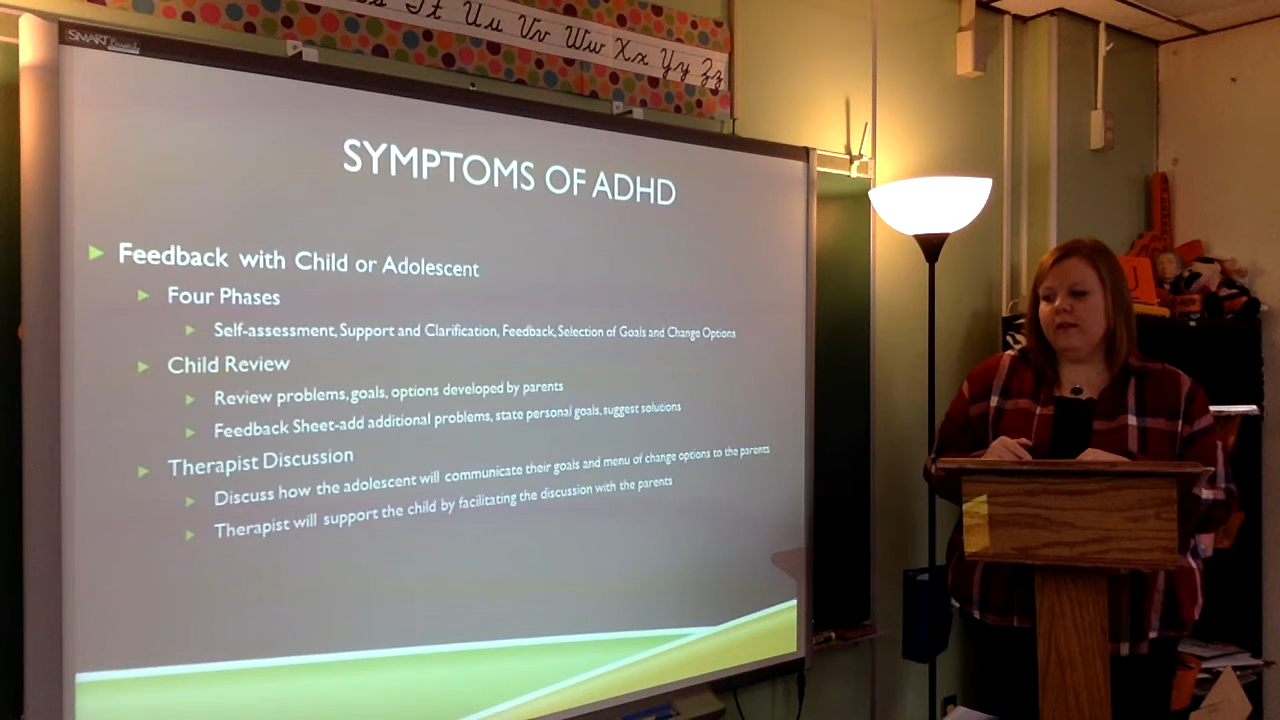 Tt Uu Vv Ww Xx Yy Zz
SMART Board
SYMPTOMS OF ADHD
Feedback with Child or Adolescent
Four Phases
Self-assessment, Support and Clarification, Feedback, Selection of Goals and Change Options
Child Review
Review problems, goals, options developed by parents
Feedback Sheet-add additional problems, state personal goals, suggest solutions
Therapist Discussion
Discuss how the adolescent will communicate their goals and menu of change options to the parents
Therapist will support the child by facilitating the discussion with the parents